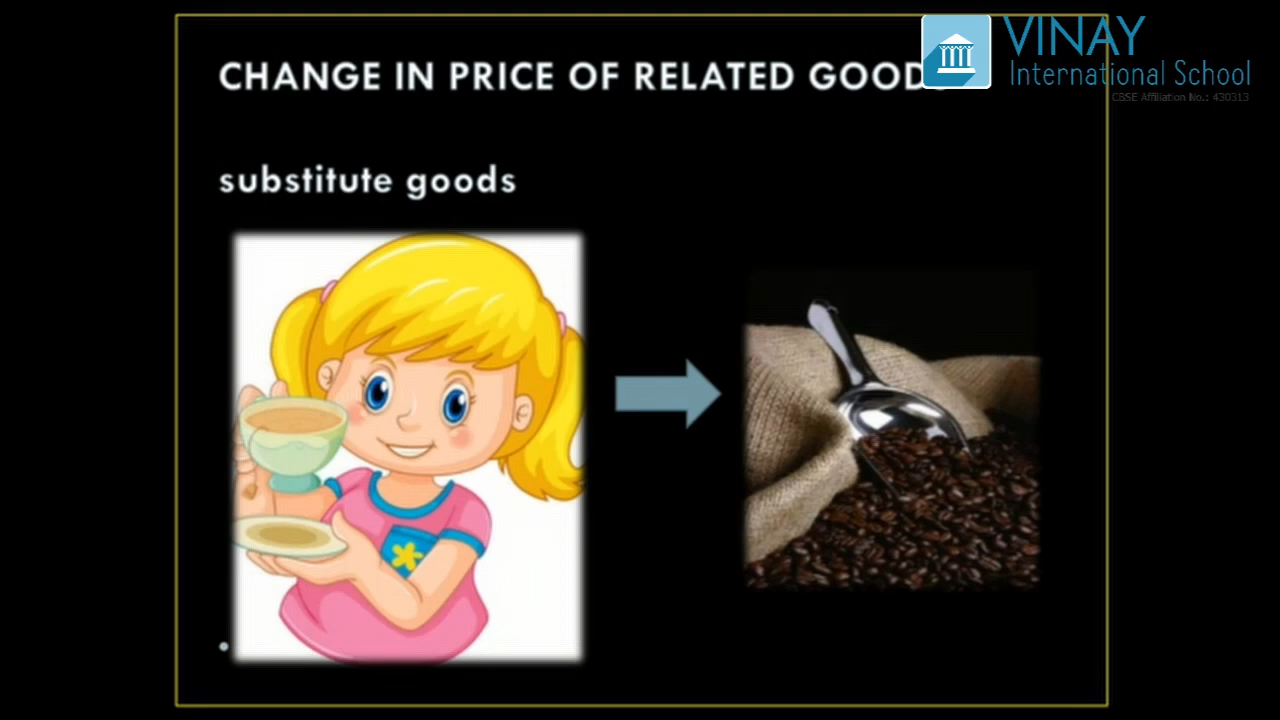 CHANGE IN PRICE OF RELATED GOODS
substitute goods
VINAY
International School
CBSE Affiliation No.: 430313